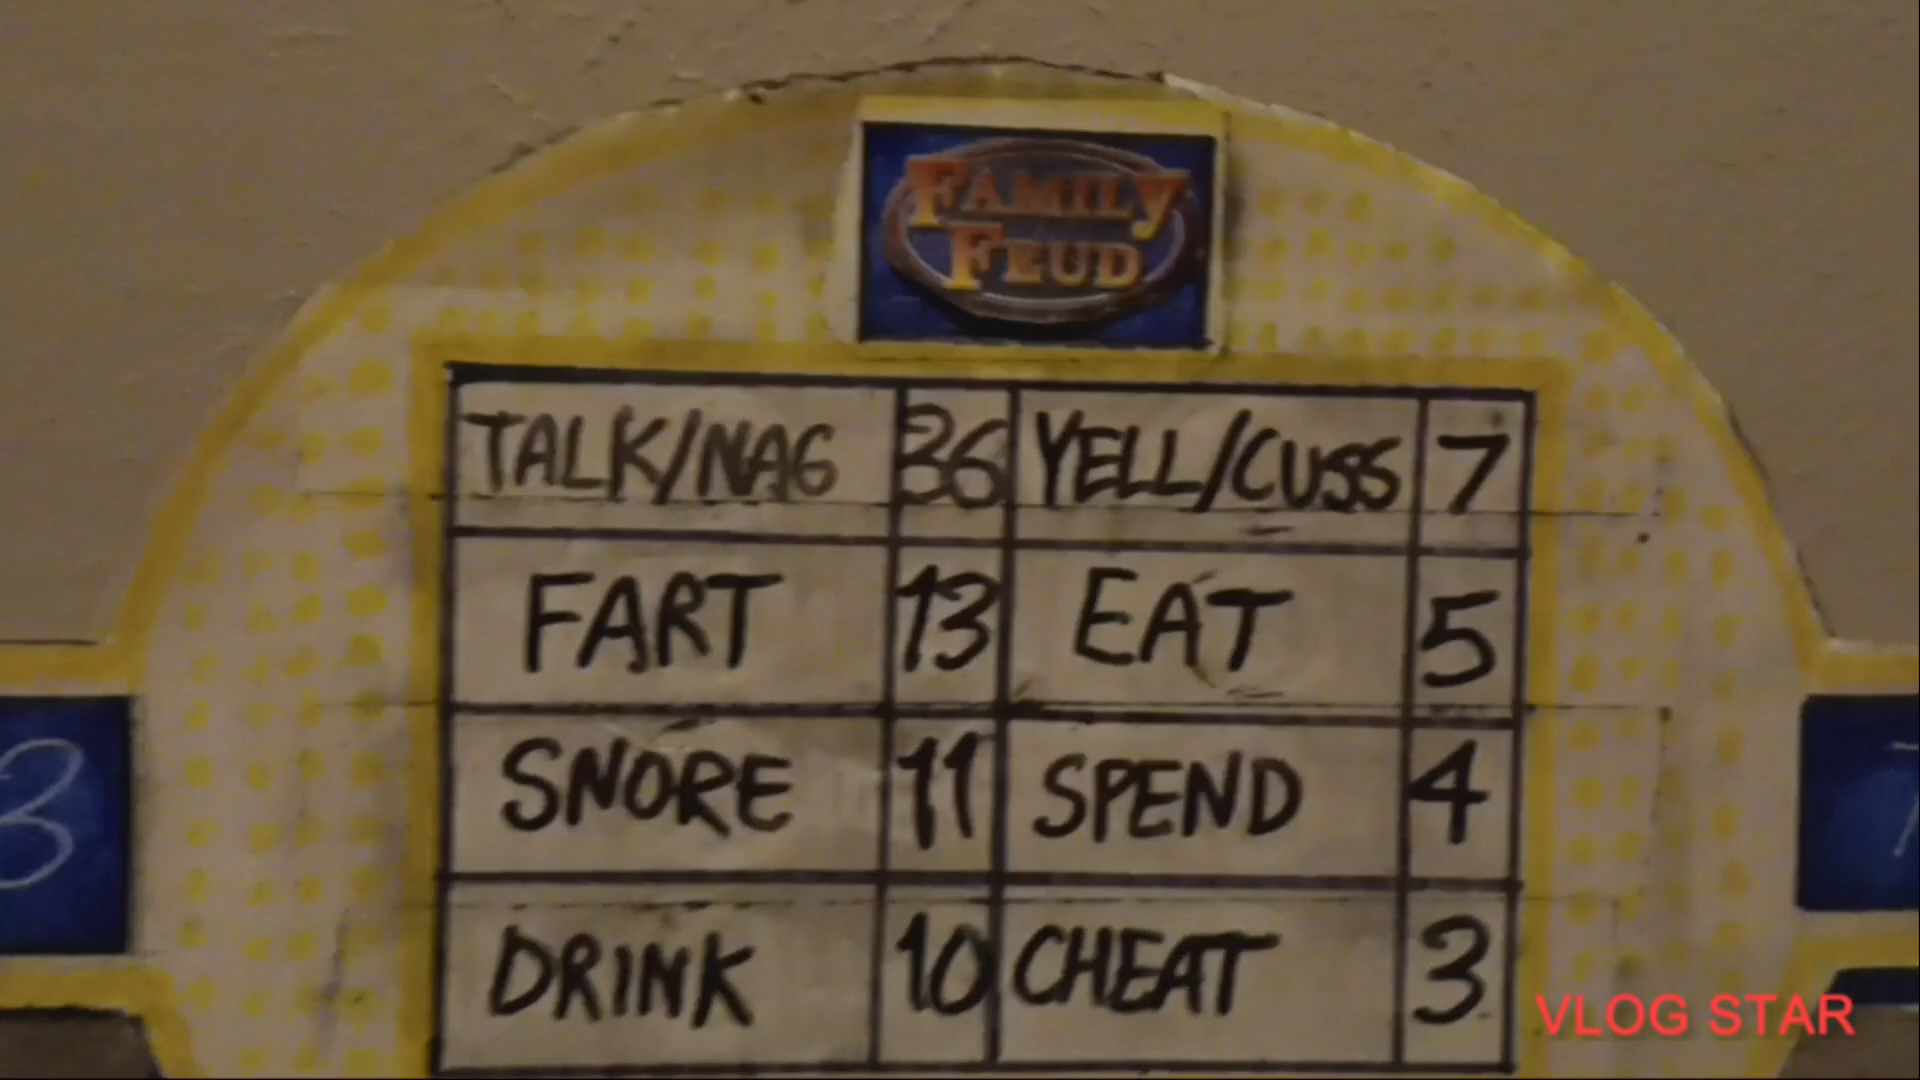 FAMILY
FEUD
TALK/NAG 36 YELL/CUSS 7
FART 13 EAT 5
SNORE 11 SPEND 4
DRINK 10 CHEAT 3
3
VLOG STAR